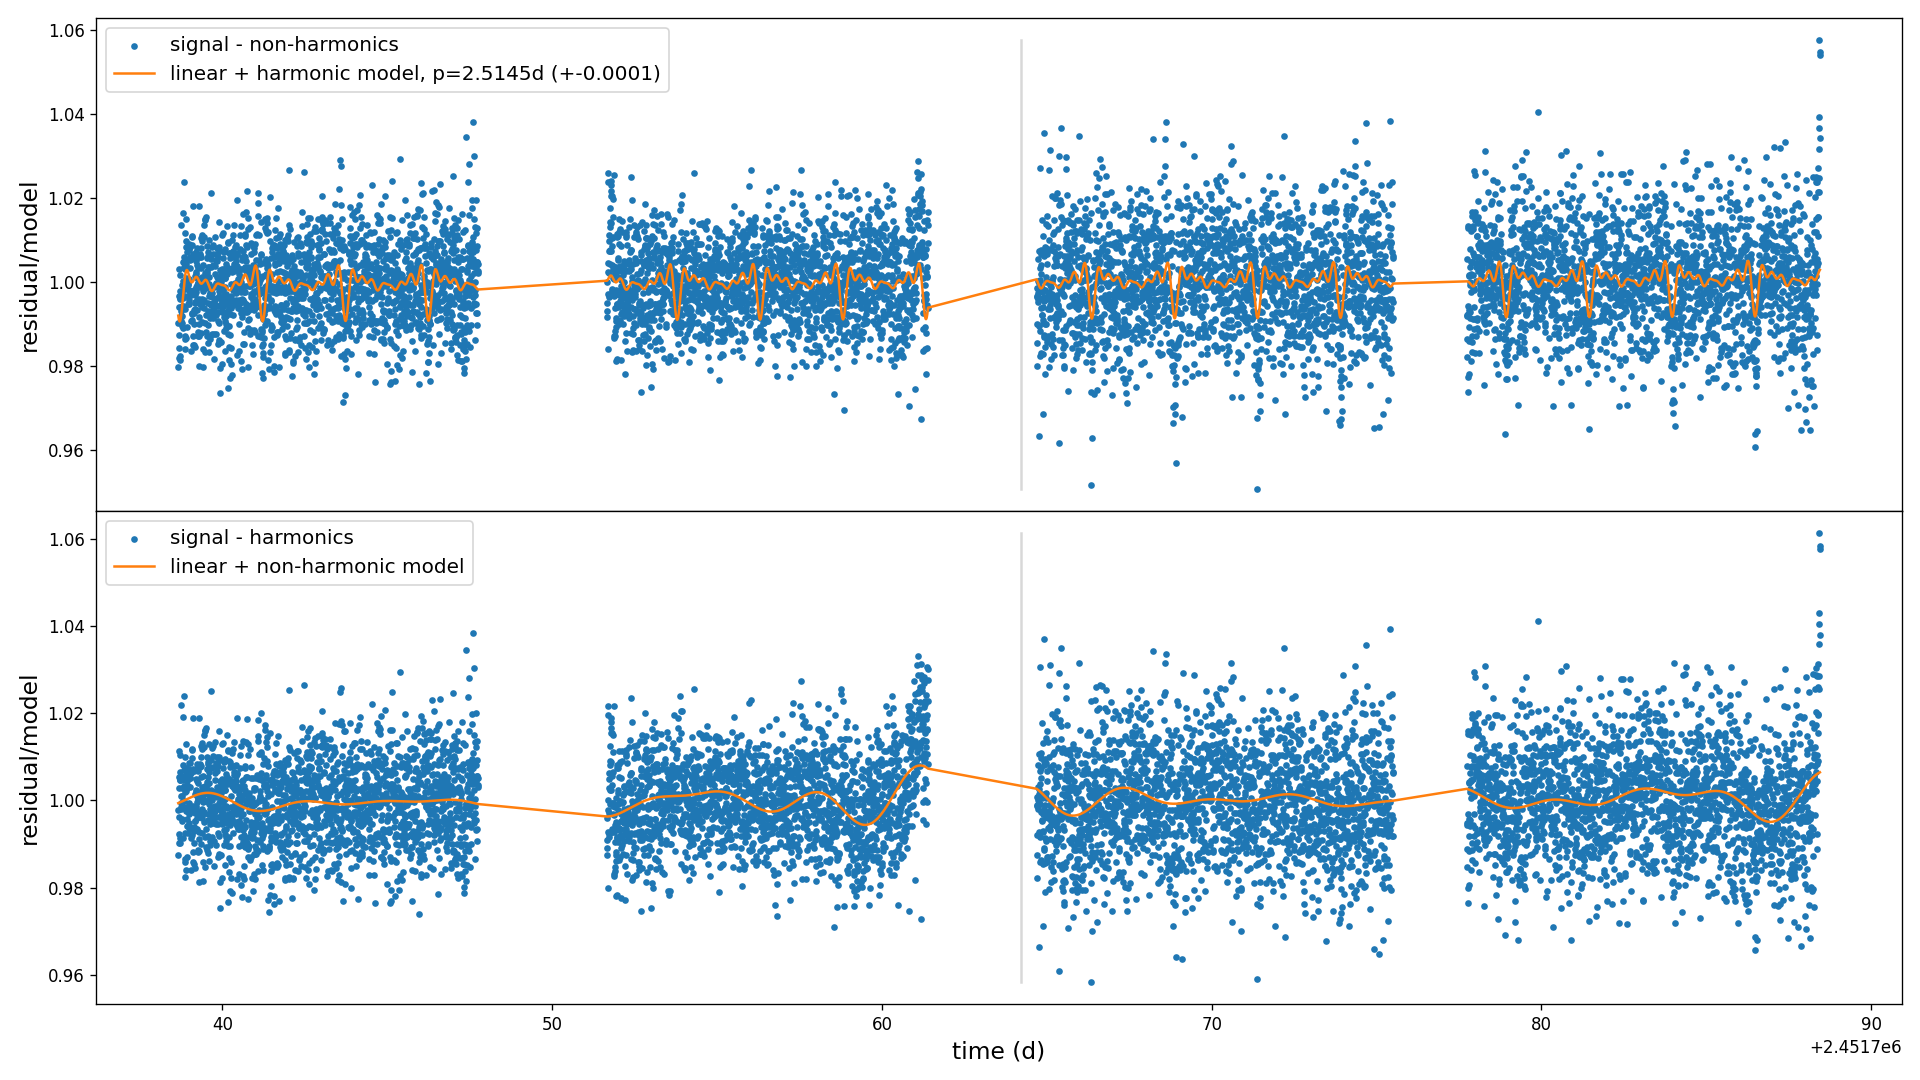 signal - non-harmonics
linear + harmonic model, p=2.5145d (+-0.0001)
residual/model
1.06
1.04
1.02
1.00
0.98
0.96
signal - harmonics
linear + non-harmonic model
residual/model
1.06
1.04
1.02
1.00
0.98
0.96
40 50 60 70 80 90
time (d)
+2.4517e6